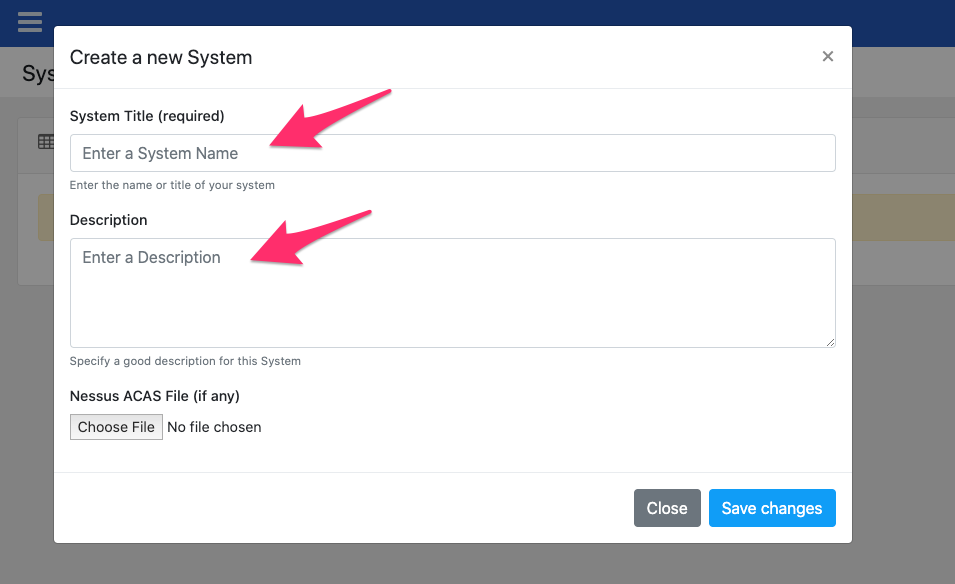 Sys
Create a new System
×
System Title (required)
Enter a System Name
Enter the name or title of your system
Description
Enter a Description
Specify a good description for this System
Nessus ACAS File (if any)
Choose File No file chosen
Close Save changes